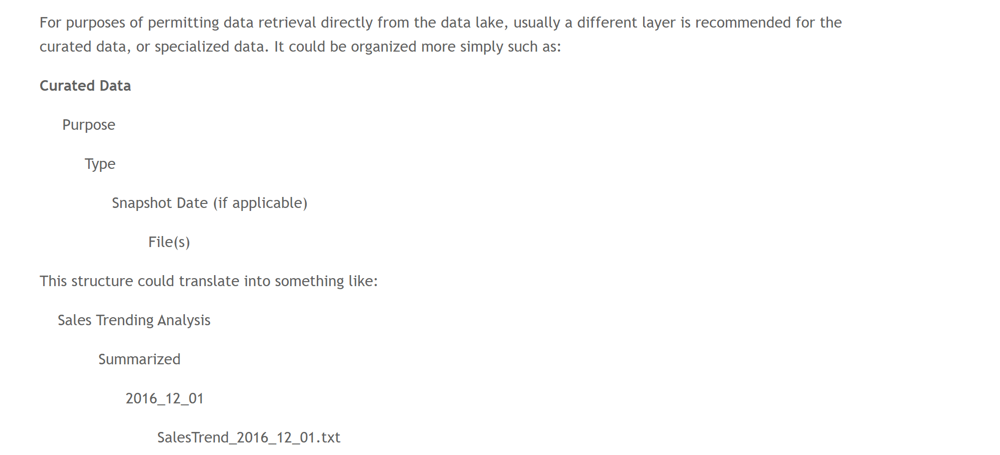 For purposes of permitting data retrieval directly from the data lake, usually a different layer is recommended for the
curated data, or specialized data. It could be organized more simply such as:
Curated Data
Purpose
Type
Snapshot Date (if applicable)
File(s)
This structure could translate into something like:
Sales Trending Analysis
Summarized
2016_12_01
SalesTrend_2016_12_01.txt